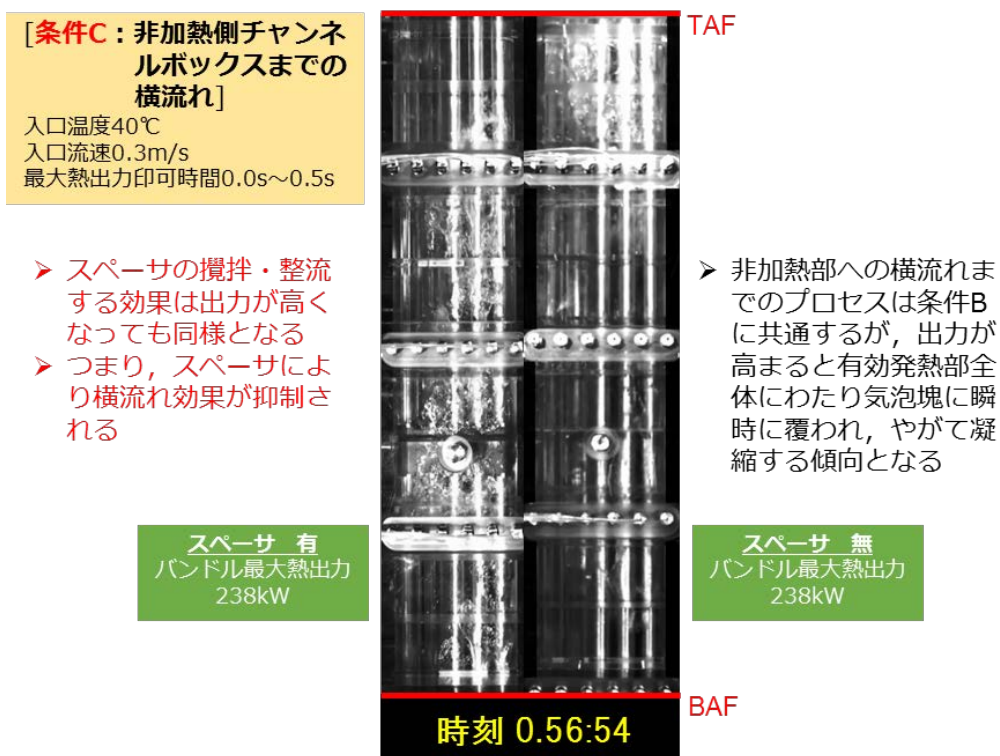 [条件C：非加熱側チャンネ
ルボックスまでの
横流れ]
入口温度40℃
入口流速0.3m/s
最大熱出力印可時間0.0s～0.5s
➢ スペーサの攪拌・整流
する効果は出力が高く
なっても同様となる
➢ つまり，スペーサによ
り横流れ効果が抑制さ
れる
スペーサ　有
バンドル最大熱出力
238kW
TAF
BAF
時刻 0.56:54
➢ 非加熱部への横流れま
でのプロセスは条件B
に共通するが，出力が
高まると有効発熱部全
体にわたり気泡塊に瞬
時に覆われ，やがて凝
縮する傾向となる
スペーサ　無
バンドル最大熱出力
238kW